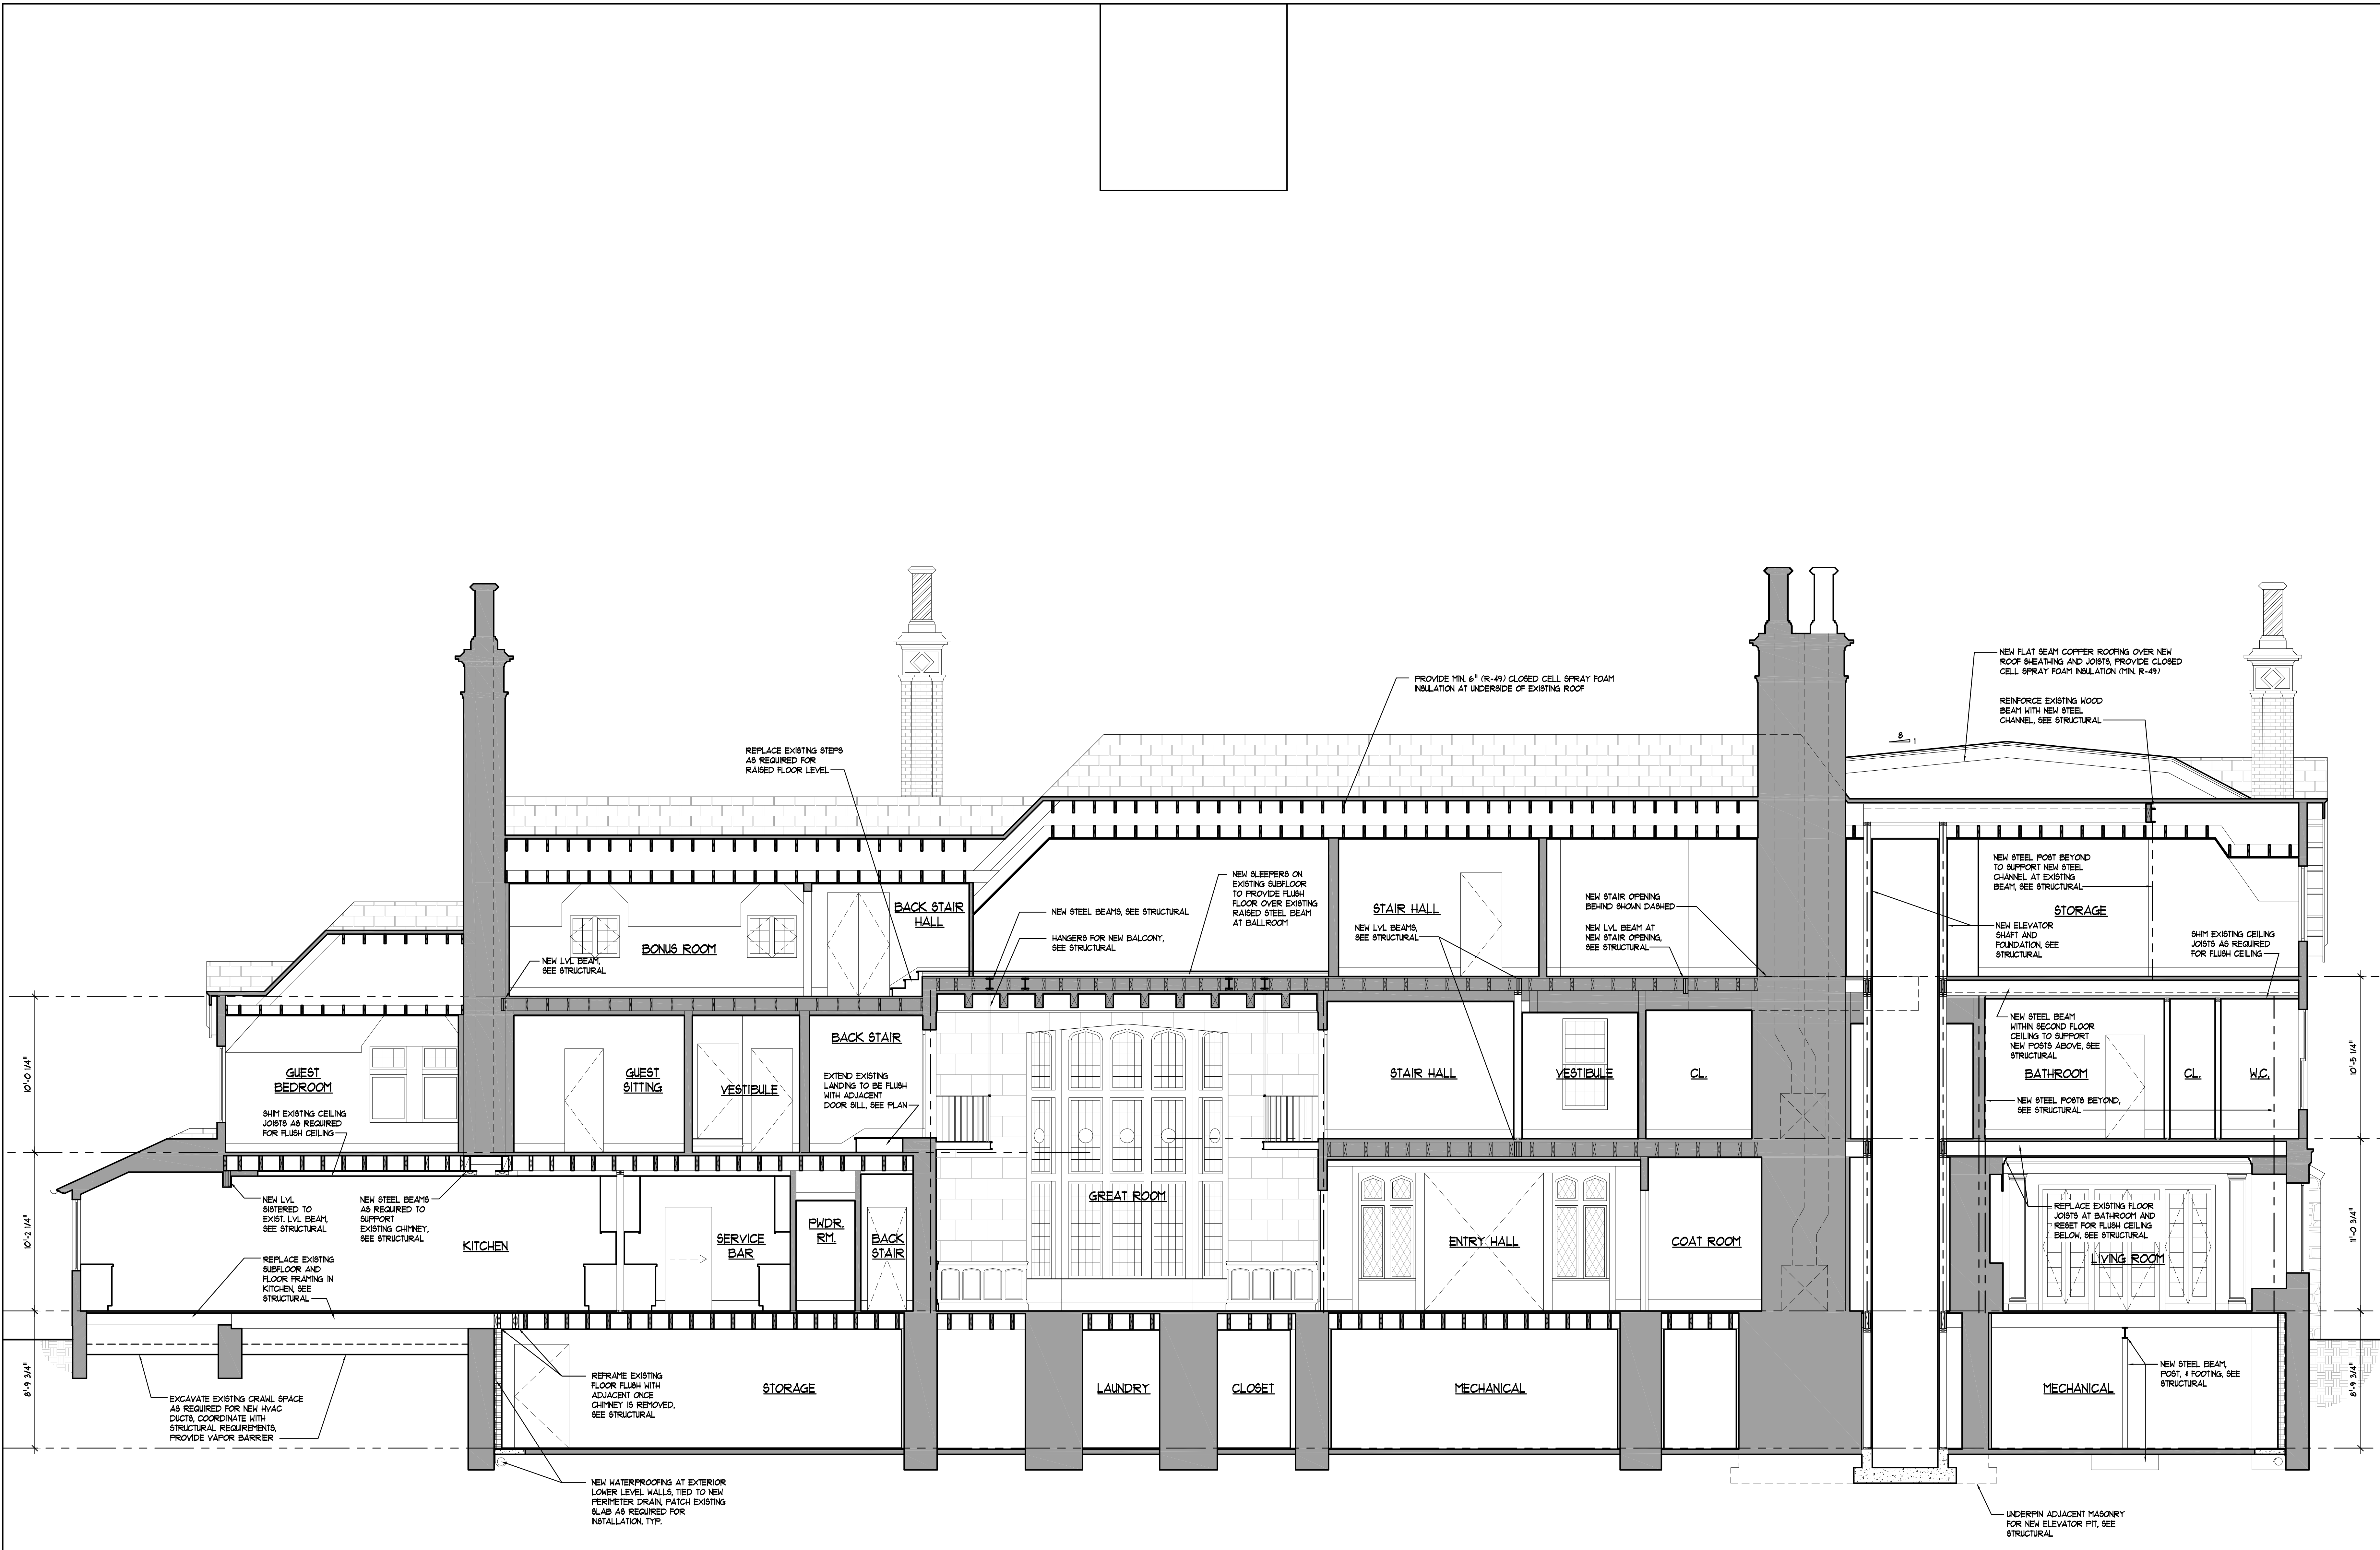 NEW FLAT SEAM COPPER ROOFING OVER NEW
ROOF SHEATHING AND JOISTS, PROVIDE CLOSED
CELL SPRAY FOAM INSULATION (MIN. R-49)
PROVIDE MIN. 6" (R-49) CLOSED CELL SPRAY FOAM
INSULATION AT UNDERSIDE OF EXISTING ROOF
REINFORCE EXISTING WOOD
BEAM WITH NEW STEEL
CHANNEL, SEE STRUCTURAL
8
1
REPLACE EXISTING STEPS
AS REQUIRED FOR
RAISED FLOOR LEVEL
NEW SLEEPERS ON
EXISTING SUBFLOOR
TO PROVIDE FLUSH
FLOOR OVER EXISTING
RAISED STEEL BEAM
AT BALLROOM
NEW STEEL POST BEYOND
TO SUPPORT NEW STEEL
CHANNEL AT EXISTING
BEAM, SEE STRUCTURAL
BACK STAIR
HALL
BONUS ROOM
NEW STEEL BEAMS, SEE STRUCTURAL
HANGERS FOR NEW BALCONY,
SEE STRUCTURAL
STAIR HALL
NEW LVL BEAMS,
SEE STRUCTURAL
NEW STAIR OPENING
BEHIND SHOWN DASHED
NEW LVL BEAM AT
NEW STAIR OPENING,
SEE STRUCTURAL
STORAGE
NEW ELEVATOR
SHAFT AND
FOUNDATION, SEE
STRUCTURAL
SHIM EXISTING CEILING
JOISTS AS REQUIRED
FOR FLUSH CEILING
NEW LVL BEAM,
SEE STRUCTURAL
10'-0 1/4"
GUEST
BEDROOM
SHIM EXISTING CEILING
JOISTS AS REQUIRED
FOR FLUSH CEILING
GUEST
SITTING
VESTIBULE
BACK STAIR
EXTEND EXISTING
LANDING TO BE FLUSH
WITH ADJACENT
DOOR SILL, SEE PLAN
STAIR HALL
VESTIBULE
CL.
NEW STEEL BEAM
WITHIN SECOND FLOOR
CEILING TO SUPPORT
NEW POSTS ABOVE, SEE
STRUCTURAL
BATHROOM
CL.
W.C.
NEW STEEL POSTS BEYOND,
SEE STRUCTURAL
10'-5 1/4"
10'-2 1/4"
NEW LVL
SISTERED TO
EXIST. LVL BEAM,
SEE STRUCTURAL
NEW STEEL BEAMS
AS REQUIRED TO
SUPPORT
EXISTING CHIMNEY,
SEE STRUCTURAL
KITCHEN
REPLACE EXISTING
SUBFLOOR AND
FLOOR FRAMING IN
KITCHEN, SEE
STRUCTURAL
SERVICE
BAR
PWDR.
RM.
BACK
STAIR
GREAT ROOM
ENTRY HALL
COAT ROOM
REPLACE EXISTING FLOOR
JOISTS AT BATHROOM AND
RESET FOR FLUSH CEILING
BELOW, SEE STRUCTURAL
LIVING ROOM
11'-0 3/4"
8'-9 3/4"
EXCAVATE EXISTING CRAWL SPACE
AS REQUIRED FOR NEW HVAC
DUCTS, COORDINATE WITH
STRUCTURAL REQUIREMENTS,
PROVIDE VAPOR BARRIER
REFRAME EXISTING
FLOOR FLUSH WITH
ADJACENT ONCE
CHIMNEY IS REMOVED,
SEE STRUCTURAL
STORAGE
LAUNDRY
CLOSET
MECHANICAL
MECHANICAL
NEW STEEL BEAM,
POST, & FOOTING, SEE
STRUCTURAL
8'-9 3/4"
NEW WATERPROOFING AT EXTERIOR
LOWER LEVEL WALLS, TIED TO NEW
PERIMETER DRAIN, PATCH EXISTING
SLAB AS REQUIRED FOR
INSTALLATION, TYP.
UNDERPIN ADJACENT MASONRY
FOR NEW ELEVATOR PIT, SEE
STRUCTURAL